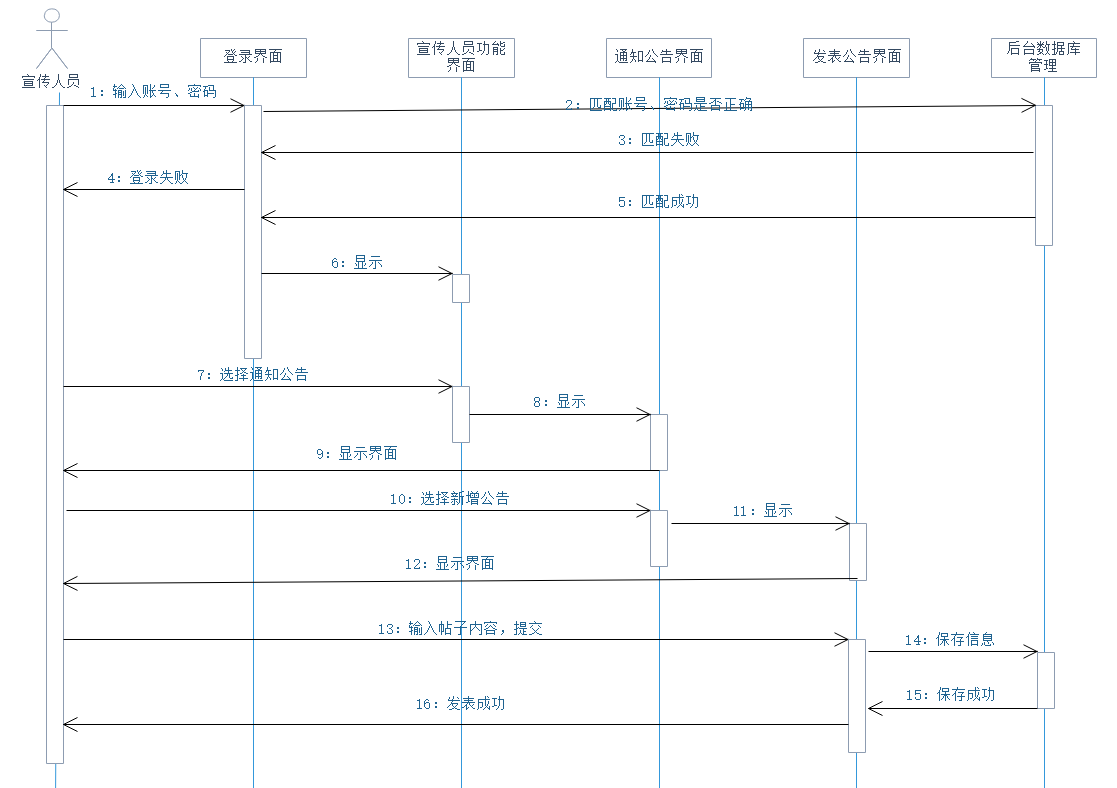 宣传人员
登录界面
宣传人员功能
界面
通知公告界面
发表公告界面
后台数据库
管理
1: 输入账号、密码
2: 匹配账号、密码是否正确
3: 匹配失败
4: 登录失败
5: 匹配成功
6: 显示
7: 选择通知公告
8: 显示
9: 显示界面
10: 选择新增公告
11: 显示
12: 显示界面
13: 输入帖子内容, 提交
14: 保存信息
15: 保存成功
16: 发表成功